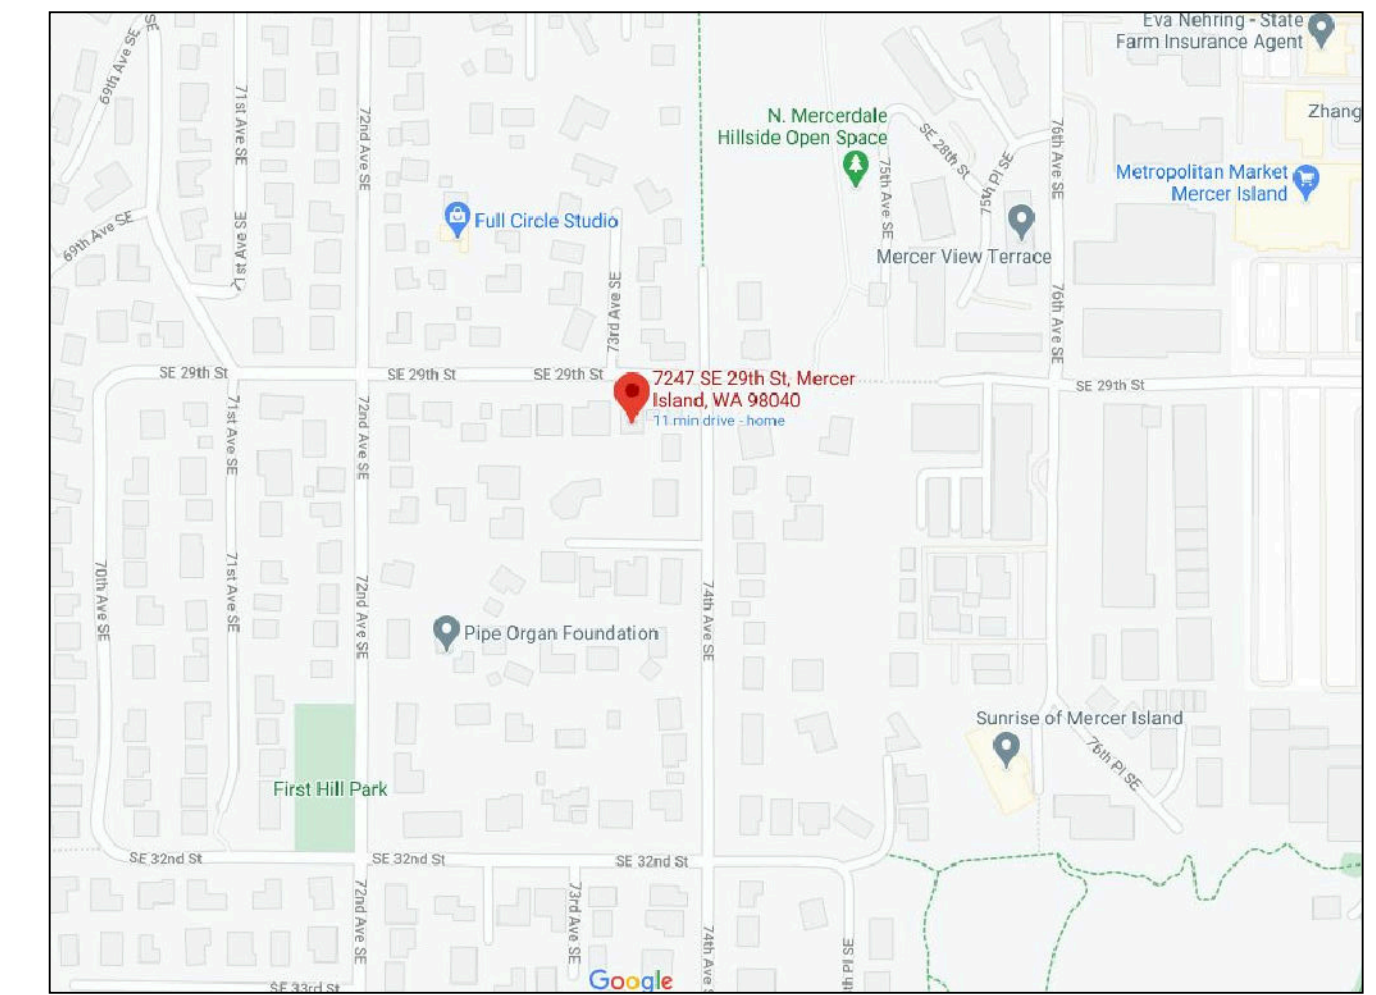 Eva Nehring - State
Farm Insurance Agent
69th Ave SE
SE
71st Ave SE
72nd Ave SE
N. Mercerdale
Hillside Open Space
SE 28th St
76th Ave SE
Zhang
75th Ave SE
75th Pl SE
Metropolitan Market
Mercer Island
69th Ave SE
71st Ave SE
Full Circle Studio
Mercer View Terrace
73rd Ave SE
76th Ave SE
SE 29th St
SE 29th St
SE 29th St
7247 SE 29th St, Mercer
Island, WA 98040
11 min drive - home
SE 29th St
71st Ave SE
72nd Ave SE
70th Ave SE
71st Ave SE
72nd Ave SE
74th Ave SE
Pipe Organ Foundation
Sunrise of Mercer Island
76th Pl SE
First Hill Park
SE 32nd St
SE 32nd St
SE 32nd St
72nd Ave SE
73rd Ave SE
74th Ave S
th Pl SE
Google
SE 33rd St